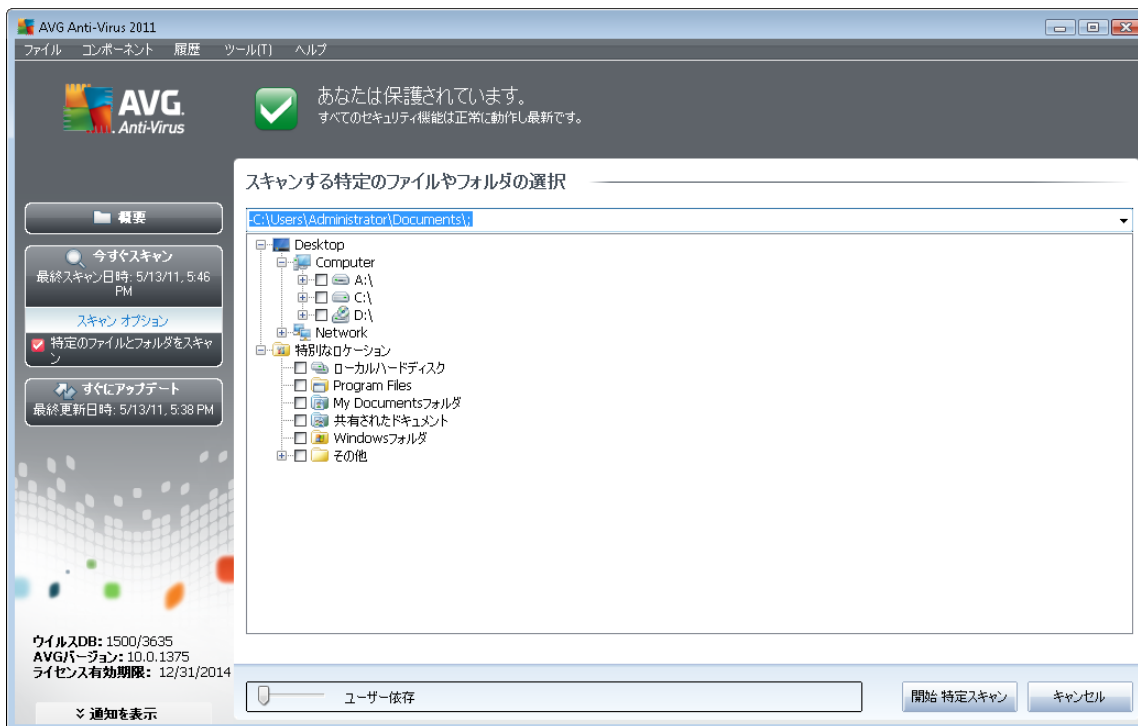 AVG Anti-Virus 2011
ファイル コンポーネント 履歴 ツール(T) ヘルプ
AVG.
Anti-Virus
あなたは保護されています。
すべてのセキュリティ機能は正常に動作し最新です。
概要
今すぐスキャン
最終スキャン日時: 5/13/11, 5:46
PM
スキャン オプション
特定のファイルとフォルダをスキャ
ン
すぐにアップデート
最終更新日時: 5/13/11, 5:38 PM
ウイルスDB: 1500/3635
AVGバージョン: 10.0.1375
ライセンス有効期限: 12/31/2014
通知を表示
スキャンする特定のファイルやフォルダの選択
-C:\Users\Administrator\Documents\;
Desktop
Computer
A:\
C:\
D:\
Network
特別なロケーション
ローカルハードディスク
Program Files
My Documentsフォルダ
共有されたドキュメント
Windowsフォルダ
その他
ユーザー依存
開始 特定スキャン
キャンセル